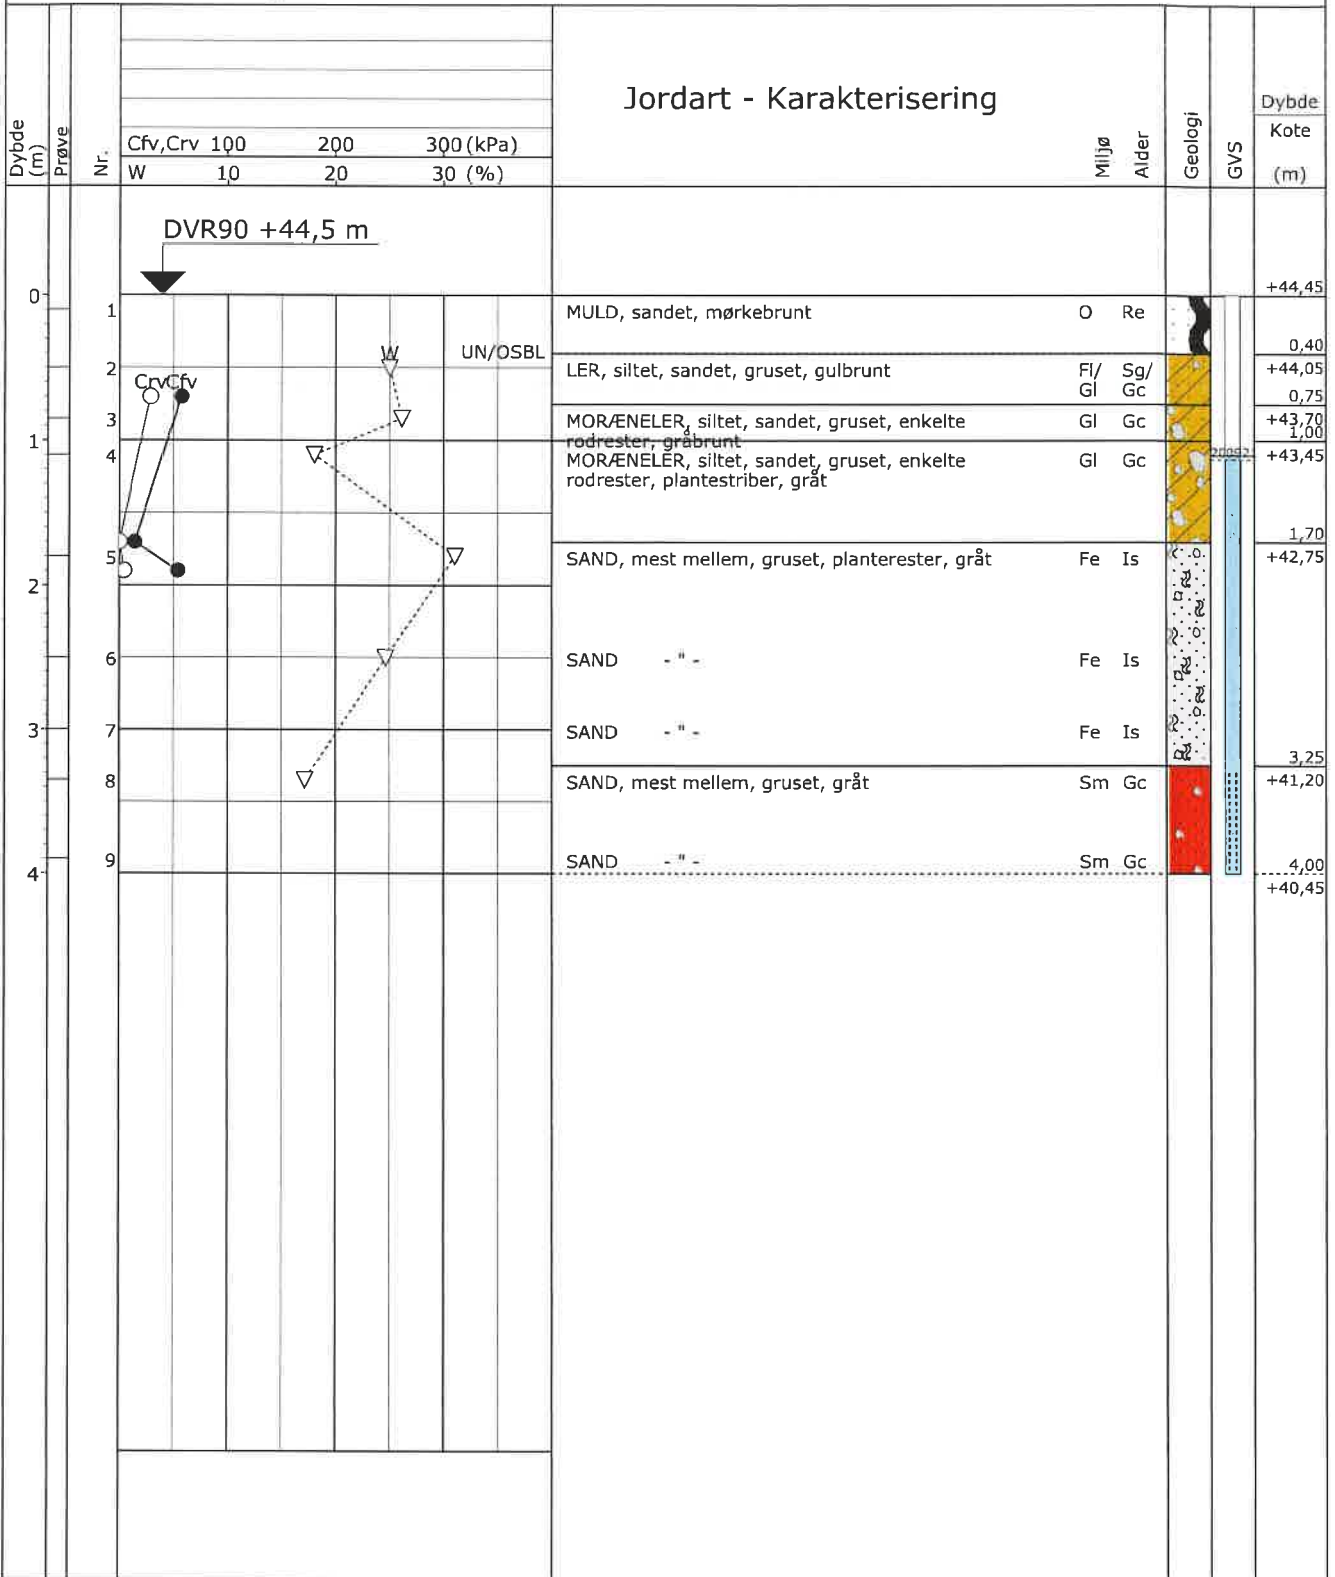 Jordart - Karakterisering
Dybde (m)
Prøve
Nr.
Cfv,Crv 100 200 300 (kPa)
W 10 20 30 (%)
Miljø
Alder
Geologi
GVS
Dybde
Kote
(m)
DVR90 +44,5 m
0
+44,45
1 MULD, sandet, mørkebrunt O Re
W UN/OSBL
0,40
2 LER, siltet, sandet, gruset, gulbrunt Fl/ Sg/ +44,05
Gl Gc
CrvCfv
0,75
3 MORÆNELER, siltet, sandet, gruset, enkelte Gl Gc +43,70
rodrester, gråbrunt
1,00
1
4 MORÆNELER, siltet, sandet, gruset, enkelte Gl Gc +43,45
rodrester, plantestriber, gråt
1,70
5 SAND, mest mellem, gruset, planterester, gråt Fe Is +42,75
2
6 SAND - " - Fe Is
3
7 SAND - " - Fe Is
3,25
8 SAND, mest mellem, gruset, gråt Sm Gc +41,20
9 SAND - " - Sm Gc
4
4,00
+40,45